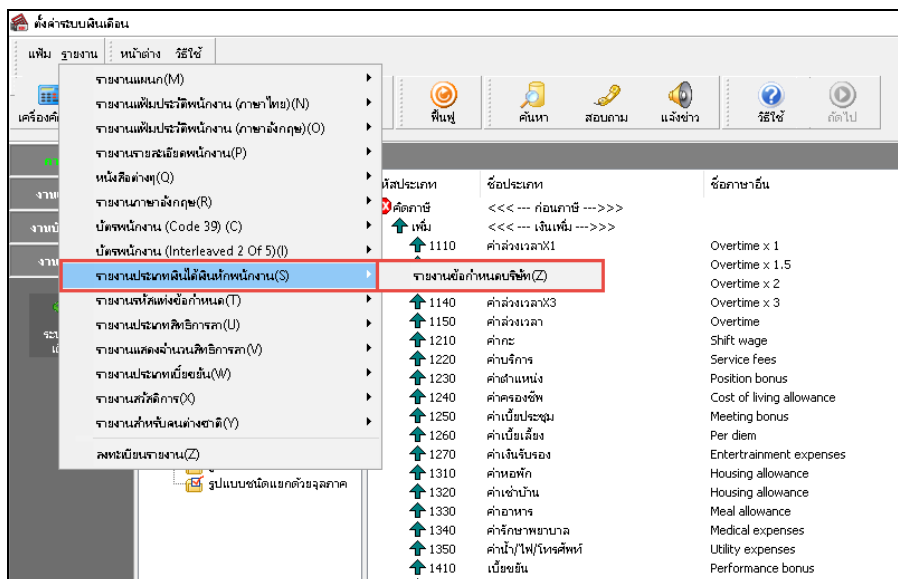 ตั้งค่าระบบเงินเดือน
แฟ้ม รายงาน หน้าต่าง วิธีใช้
ฟื้นฟู ค้นหา สอบถาม แจ้งข่าว วิธีใช้ ถัดไป
รายงานแผนก(M)
รายงานแฟ้มประวัติพนักงาน (ภาษาไทย)(N)
รายงานแฟ้มประวัติพนักงาน (ภาษาอังกฤษ)(O)
รายงานรายละเอียดพนักงาน(P)
หนังสือต่างๆ(Q)
รายงานภาษาอังกฤษ(R)
บัตรพนักงาน (Code 39) (C)
บัตรพนักงาน (Interleaved 2 Of 5)(I)
รายงานประเภทเงินได้เงินหักพนักงาน(S)
รายงานข้อกำหนดบริษัท(Z)
รายงานรหัสแท่งข้อกำหนด(T)
รายงานประเภทสิทธิการลา(U)
รายงานแสดงจำนวนสิทธิการลา(V)
รายงานประเภทเบี้ยขยัน(W)
รายงานสวัสดิการ(X)
รายงานสำหรับคนต่างชาติ(Y)
ลงทะเบียนรายงาน(Z)
รูปแบบชนิดแยกด้วยจุลภาค
ชื่อประเภท ชื่อภาษาอื่น
คิดภาษี <<< --- ก่อนภาษี --->>>
เพิ่ม <<< --- เงินเพิ่ม --->>>
1110 ค่าล่วงเวลาX1 Overtime x 1
Overtime x 1.5
Overtime x 2
1140 ค่าล่วงเวลาX3 Overtime x 3
1150 ค่าล่วงเวลา Overtime
1210 ค่ากะ Shift wage
1220 ค่าบริการ Service fees
1230 ค่าตำแหน่ง Position bonus
1240 ค่าครองชีพ Cost of living allowance
1250 ค่าเบี้ยประชุม Meeting bonus
1260 ค่าเบี้ยเลี้ยง Per diem
1270 ค่าเงินรับรอง Entertrainment expenses
1310 ค่าหอพัก Housing allowance
1320 ค่าเช่าบ้าน Housing allowance
1330 ค่าอาหาร Meal allowance
1340 ค่ารักษาพยาบาล Medical expenses
1350 ค่าน้ำ/ไฟ/โทรศัพท์ Utility expenses
1410 เบี้ยขยัน Performance bonus